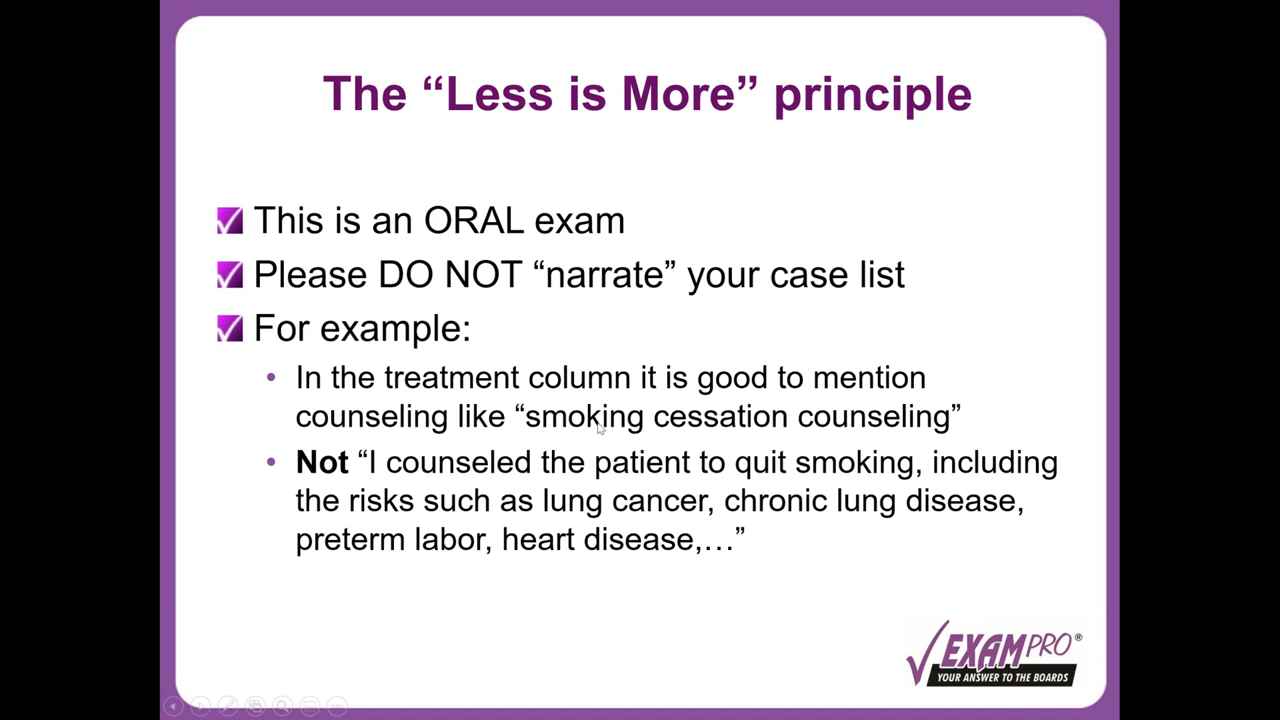 The “Less is More” principle
This is an ORAL exam
Please DO NOT “narrate” your case list
For example:
• In the treatment column it is good to mention
counseling like “smoking cessation counseling”
• Not “I counseled the patient to quit smoking, including
the risks such as lung cancer, chronic lung disease,
preterm labor, heart disease,…”
EXAMPRO®
YOUR ANSWER TO THE BOARDS